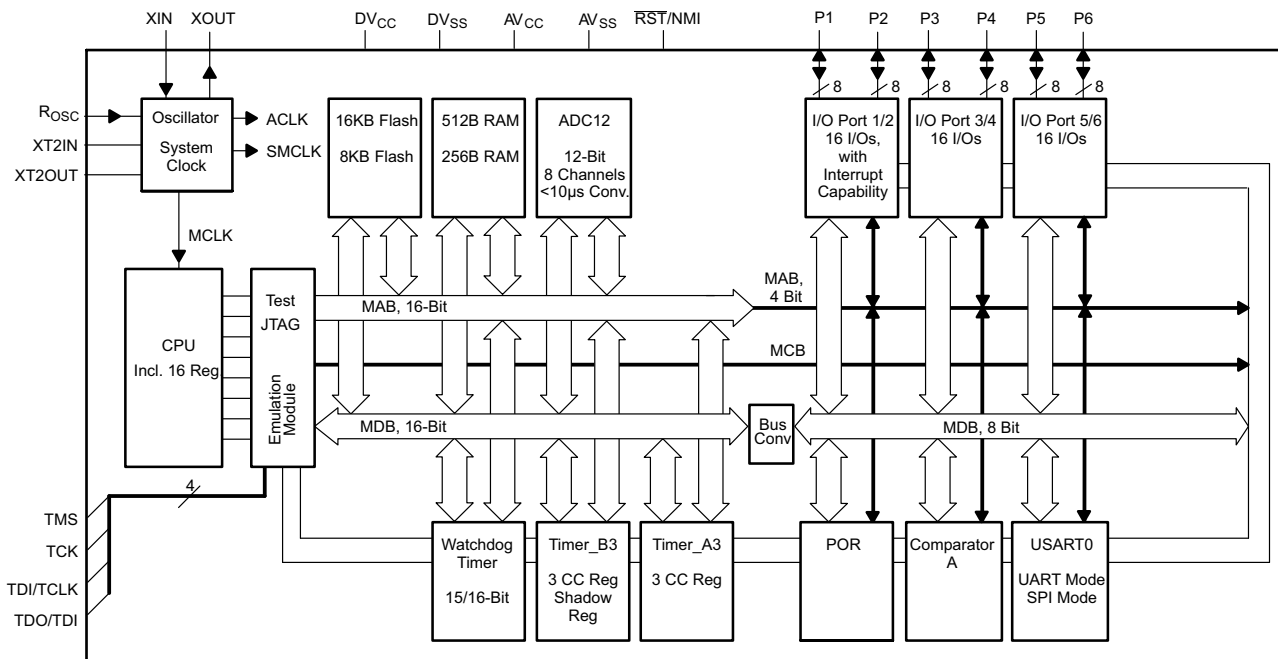 XIN XOUT DVCC DVSS AVCC AVSS RST/NMI P1 P2 P3 P4 P5 P6
8 8 8 8 8 8
ROSC
XT2IN
XT2OUT
Oscillator
System
Clock
ACLK
SMCLK
MCLK
16KB Flash
8KB Flash
512B RAM
256B RAM
ADC12
12-Bit
8 Channels
<10µs Conv.
I/O Port 1/2
16 I/Os,
with
Interrupt
Capability
I/O Port 3/4
16 I/Os
I/O Port 5/6
16 I/Os
CPU
Incl. 16 Reg.
Test
JTAG
Emulation
Module
MAB, 16-Bit
MAB,
4 Bit
MCB
MDB, 16-Bit
Bus
Conv
MDB, 8 Bit
4
TMS
TCK
TDI/TCLK
TDO/TDI
Watchdog
Timer
15/16-Bit
Timer_B3
3 CC Reg
Shadow
Reg
Timer_A3
3 CC Reg
POR
Comparator
A
USART0
UART Mode
SPI Mode